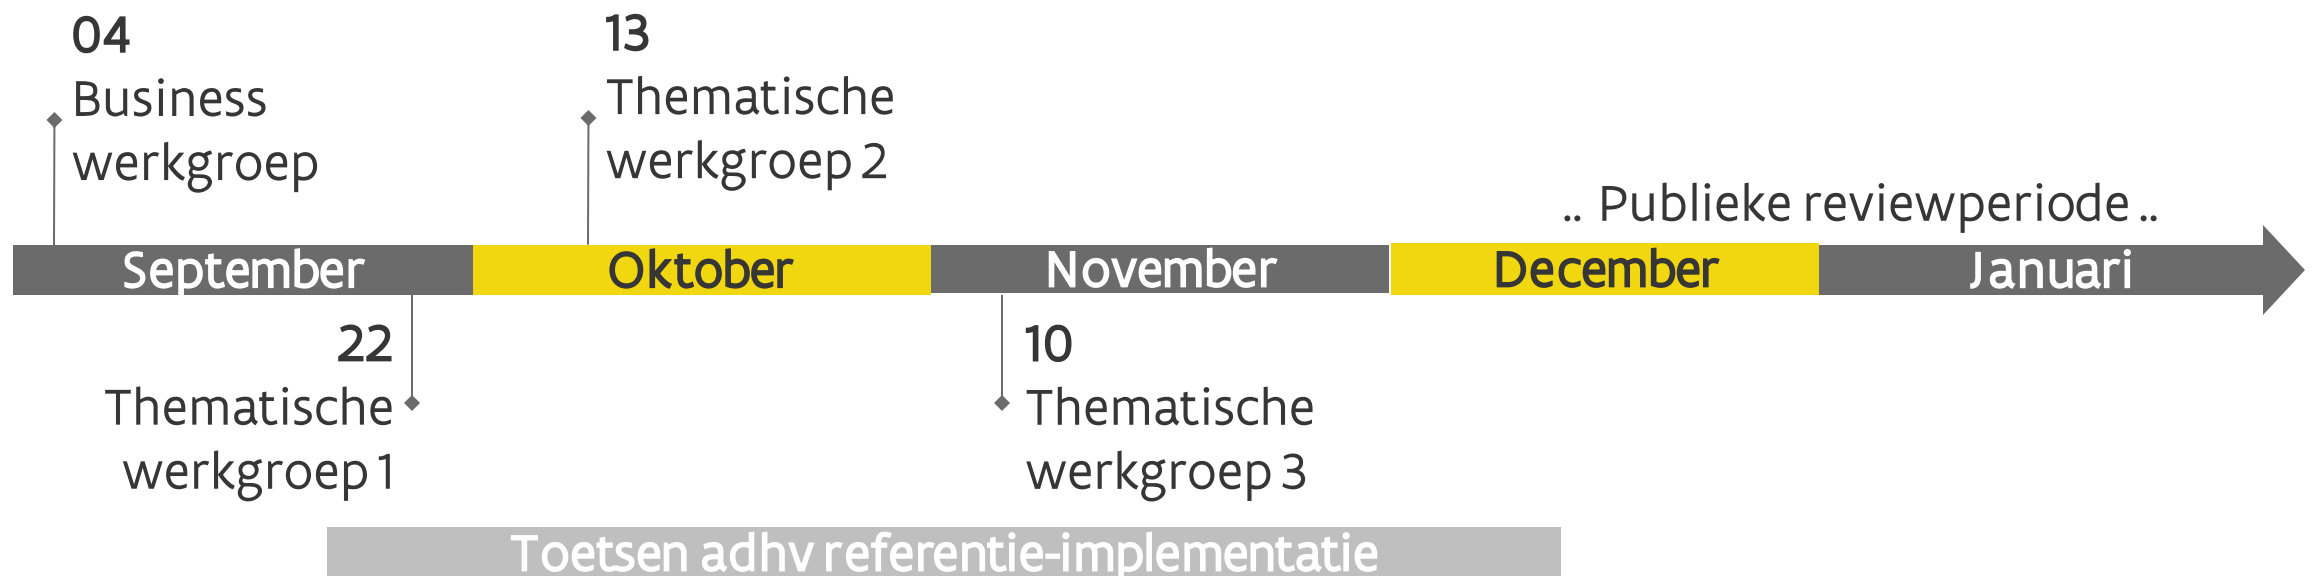 04
Business
werkgroep
13
Thematische
werkgroep 2
.. Publieke reviewperiode ..
September
Oktober
November
December
Januari
22
Thematische
werkgroep 1
10
Thematische
werkgroep 3
Toetsen adhv referentie-implementatie